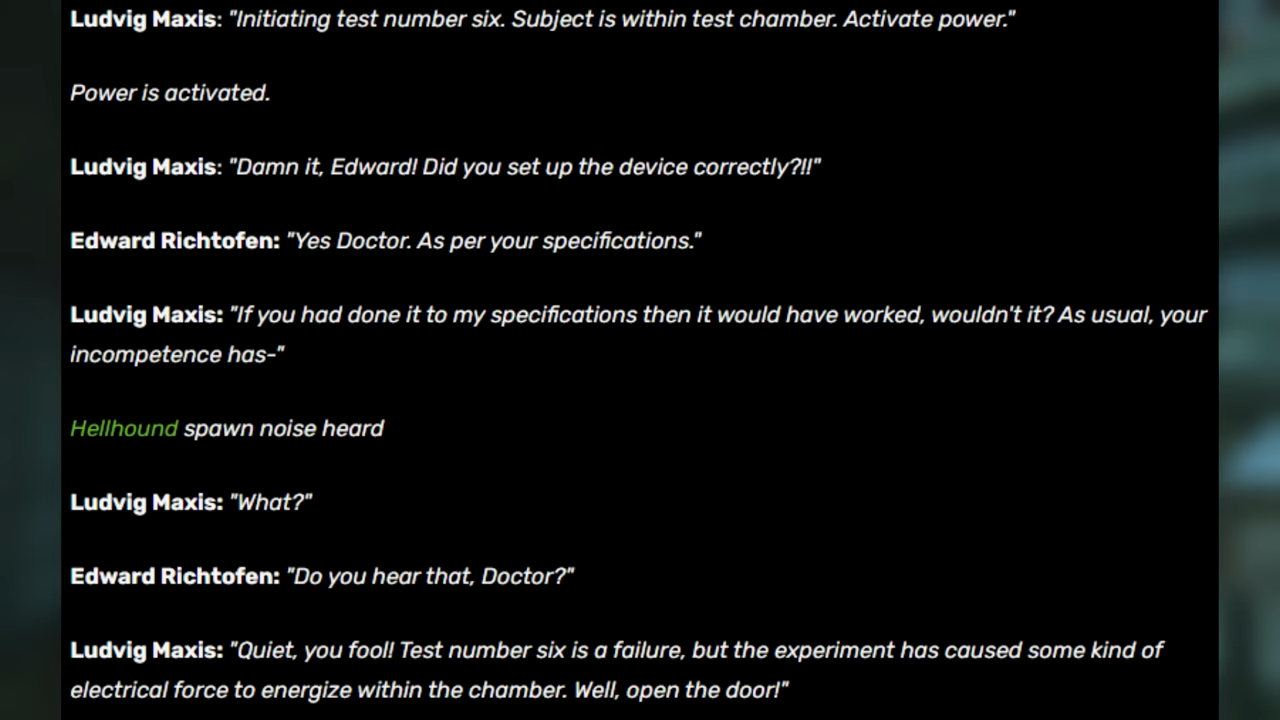 Ludvig Maxis: "Initiating test number six. Subject is within test chamber. Activate power."
Power is activated.
Ludvig Maxis: "Damn it, Edward! Did you set up the device correctly?!!"
Edward Richtofen: "Yes Doctor. As per your specifications."
Ludvig Maxis: "If you had done it to my specifications then it would have worked, wouldn't it? As usual, your
incompetence has-"
Hellhound spawn noise heard
Ludvig Maxis: "What?"
Edward Richtofen: "Do you hear that, Doctor?"
Ludvig Maxis: "Quiet, you fool! Test number six is a failure, but the experiment has caused some kind of
electrical force to energize within the chamber. Well, open the door!"